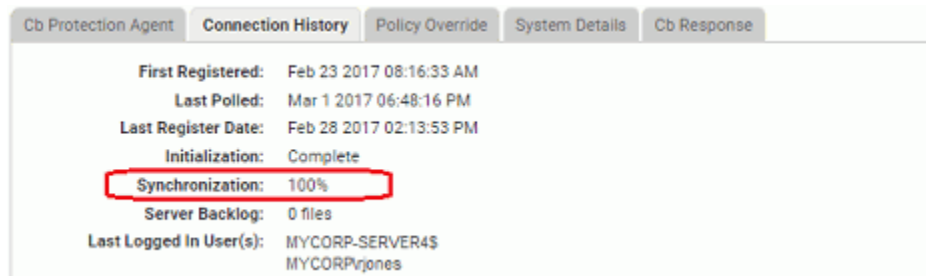 Cb Protection Agent Connection History Policy Override System Details Cb Response
First Registered: Feb 23 2017 08:16:33 AM
Last Polled: Mar 1 2017 06:48:16 PM
Last Register Date: Feb 28 2017 02:13:53 PM
Initialization: Complete
Synchronization: 100%
Server Backlog: 0 files
Last Logged In User(s): MYCORP-SERVER4$
MYCORP\rjones